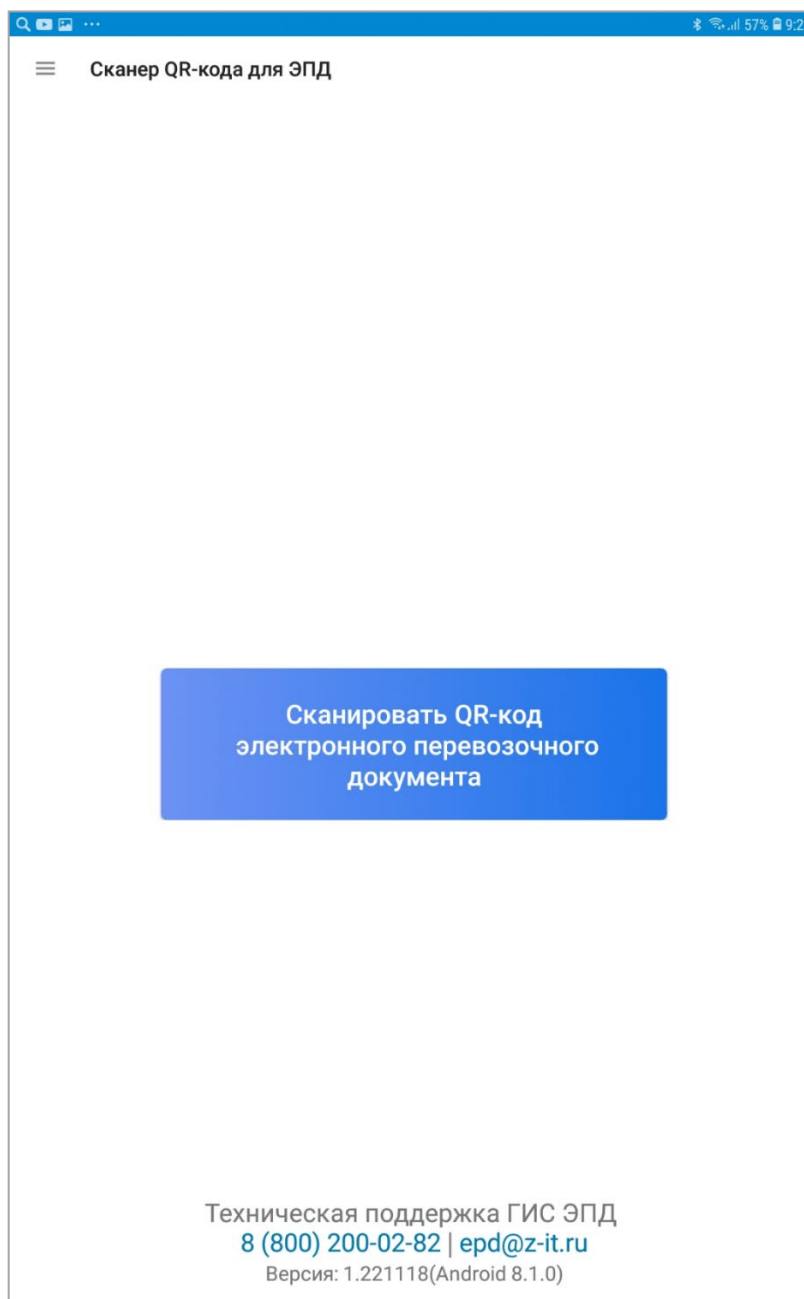 57% 9:2
Сканер QR-кода для ЭПД
Сканировать QR-код
электронного перевозочного
документа
Техническая поддержка ГИС ЭПД
8 (800) 200-02-82 | epd@z-it.ru
Версия: 1.221118(Android 8.1.0)